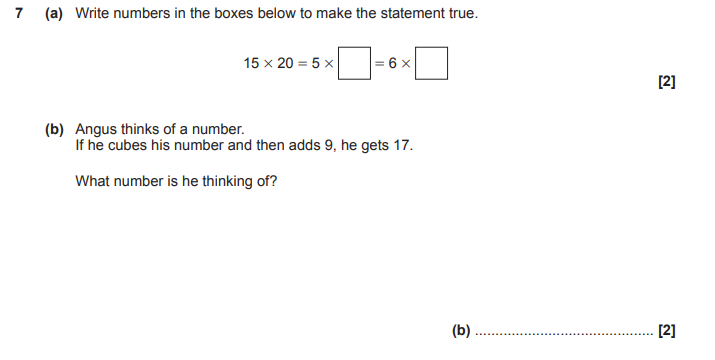 7 (a) Write numbers in the boxes below to make the statement true.
15 × 20 = 5 × = 6 ×
[2]
(b) Angus thinks of a number.
If he cubes his number and then adds 9, he gets 17.
What number is he thinking of?
(b) ............................................ [2]